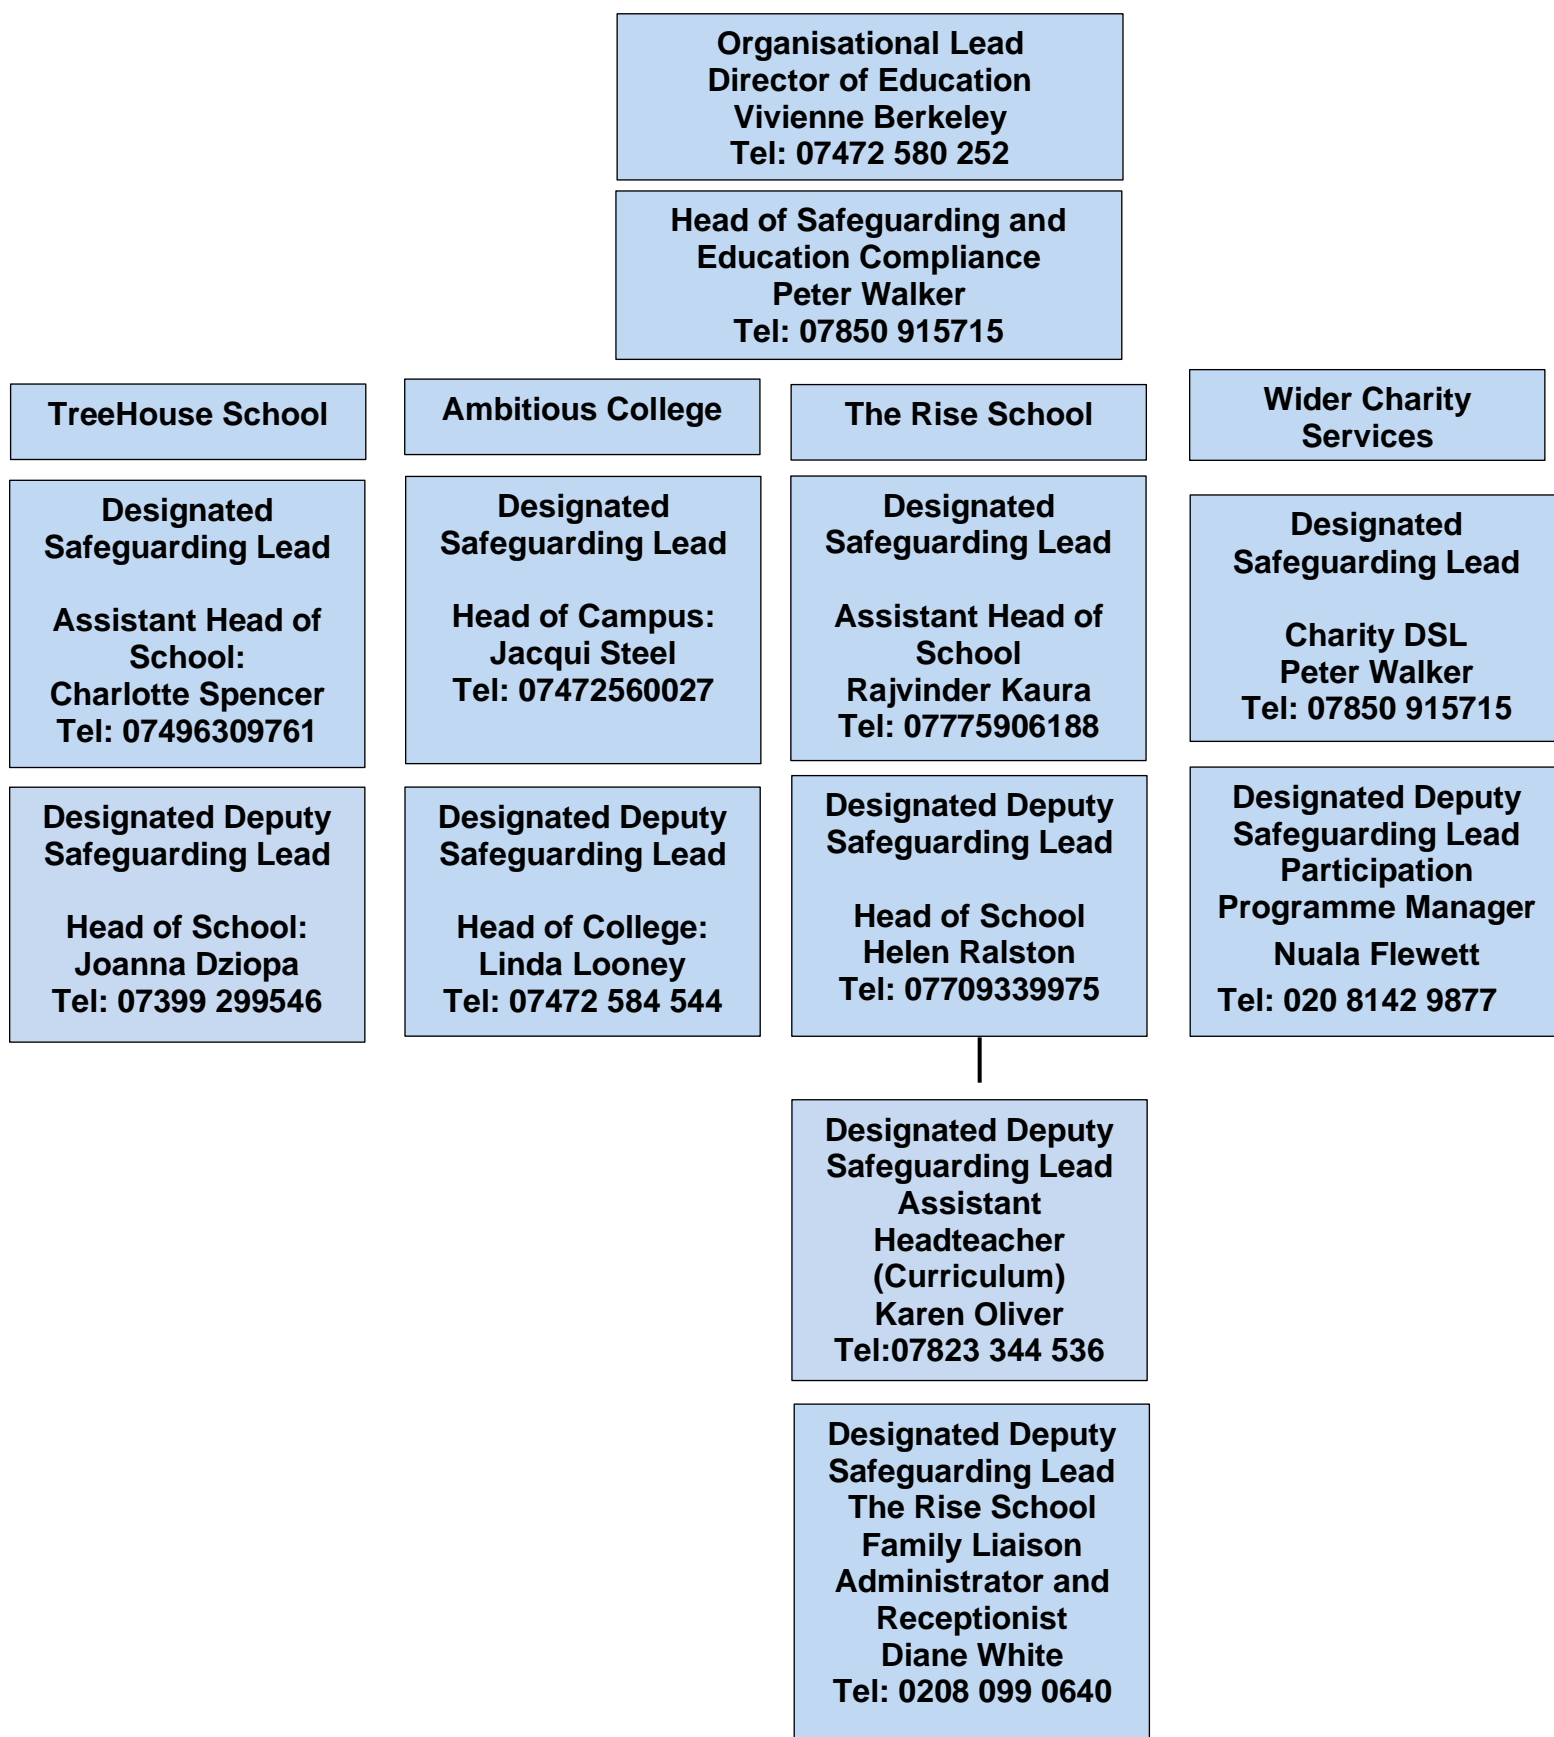 Organisational Lead
Director of Education
Vivienne Berkeley
Tel: 07472 580 252
Head of Safeguarding and
Education Compliance
Peter Walker
Tel: 07850 915715
TreeHouse School
Designated
Safeguarding Lead
Assistant Head of
School:
Charlotte Spencer
Tel: 07496309761
Designated Deputy
Safeguarding Lead
Head of School:
Joanna Dziopa
Tel: 07399 299546
Ambitious College
Designated
Safeguarding Lead
Head of Campus:
Jacqui Steel
Tel: 07472560027
Designated Deputy
Safeguarding Lead
Head of College:
Linda Looney
Tel: 07472 584 544
The Rise School
Designated
Safeguarding Lead
Assistant Head of
School
Rajvinder Kaura
Tel: 07775906188
Designated Deputy
Safeguarding Lead
Head of School
Helen Ralston
Tel: 07709339975
Designated Deputy
Safeguarding Lead
Assistant
Headteacher
(Curriculum)
Karen Oliver
Tel:07823 344 536
Designated Deputy
Safeguarding Lead
The Rise School
Family Liaison
Administrator and
Receptionist
Diane White
Tel: 0208 099 0640
Wider Charity
Services
Designated
Safeguarding Lead
Charity DSL
Peter Walker
Tel: 07850 915715
Designated Deputy
Safeguarding Lead
Participation
Programme Manager
Nuala Flewett
Tel: 020 8142 9877